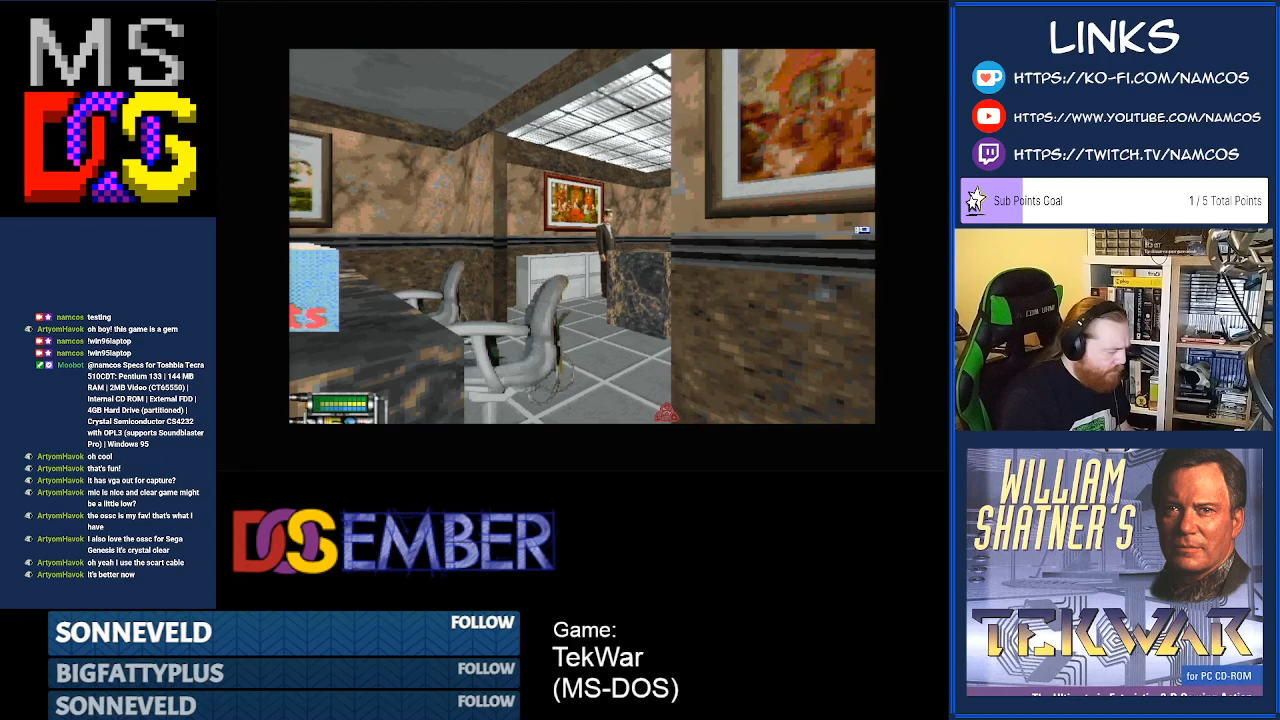 MS
DOS
namcos testing
ArtyomHavok oh boy! this game is a gem
namcos !win96laptop
namcos !win95laptop
Moobot @namcos Specs for Toshbia Tecra
510CDT: Pentium 133 | 144 MB
RAM | 2MB Video (CT65550) |
Internal CD ROM | External FDD |
4GB Hard Drive (partitioned) |
Crystal Semiconductor CS4232
with OPL3 (supports Soundblaster
Pro) | Windows 95
ArtyomHavok oh cool
ArtyomHavok that's fun!
ArtyomHavok it has vga out for capture?
ArtyomHavok mic is nice and clear game might
be a little low?
ArtyomHavok the ossc is my fav! that's what I
have
ArtyomHavok I also love the ossc for Sega
Genesis it's crystal clear
ArtyomHavok oh yeah I use the scart cable
ArtyomHavok it's better now
ts
DOSEMBER
SONNEVELD FOLLOW
BIGFATTYPLUS FOLLOW
SONNEVELD FOLLOW
Game:
TekWar
(MS-DOS)
LINKS
HTTPS://KO-FI.COM/NAMCOS
HTTPS://WWW.YOUTUBE.COM/NAMCOS
HTTPS://TWITCH.TV/NAMCOS
Sub Points Goal 1 / 5 Total Points
WILLIAM
SHATNER'S
TEKWAR
for PC CD-ROM